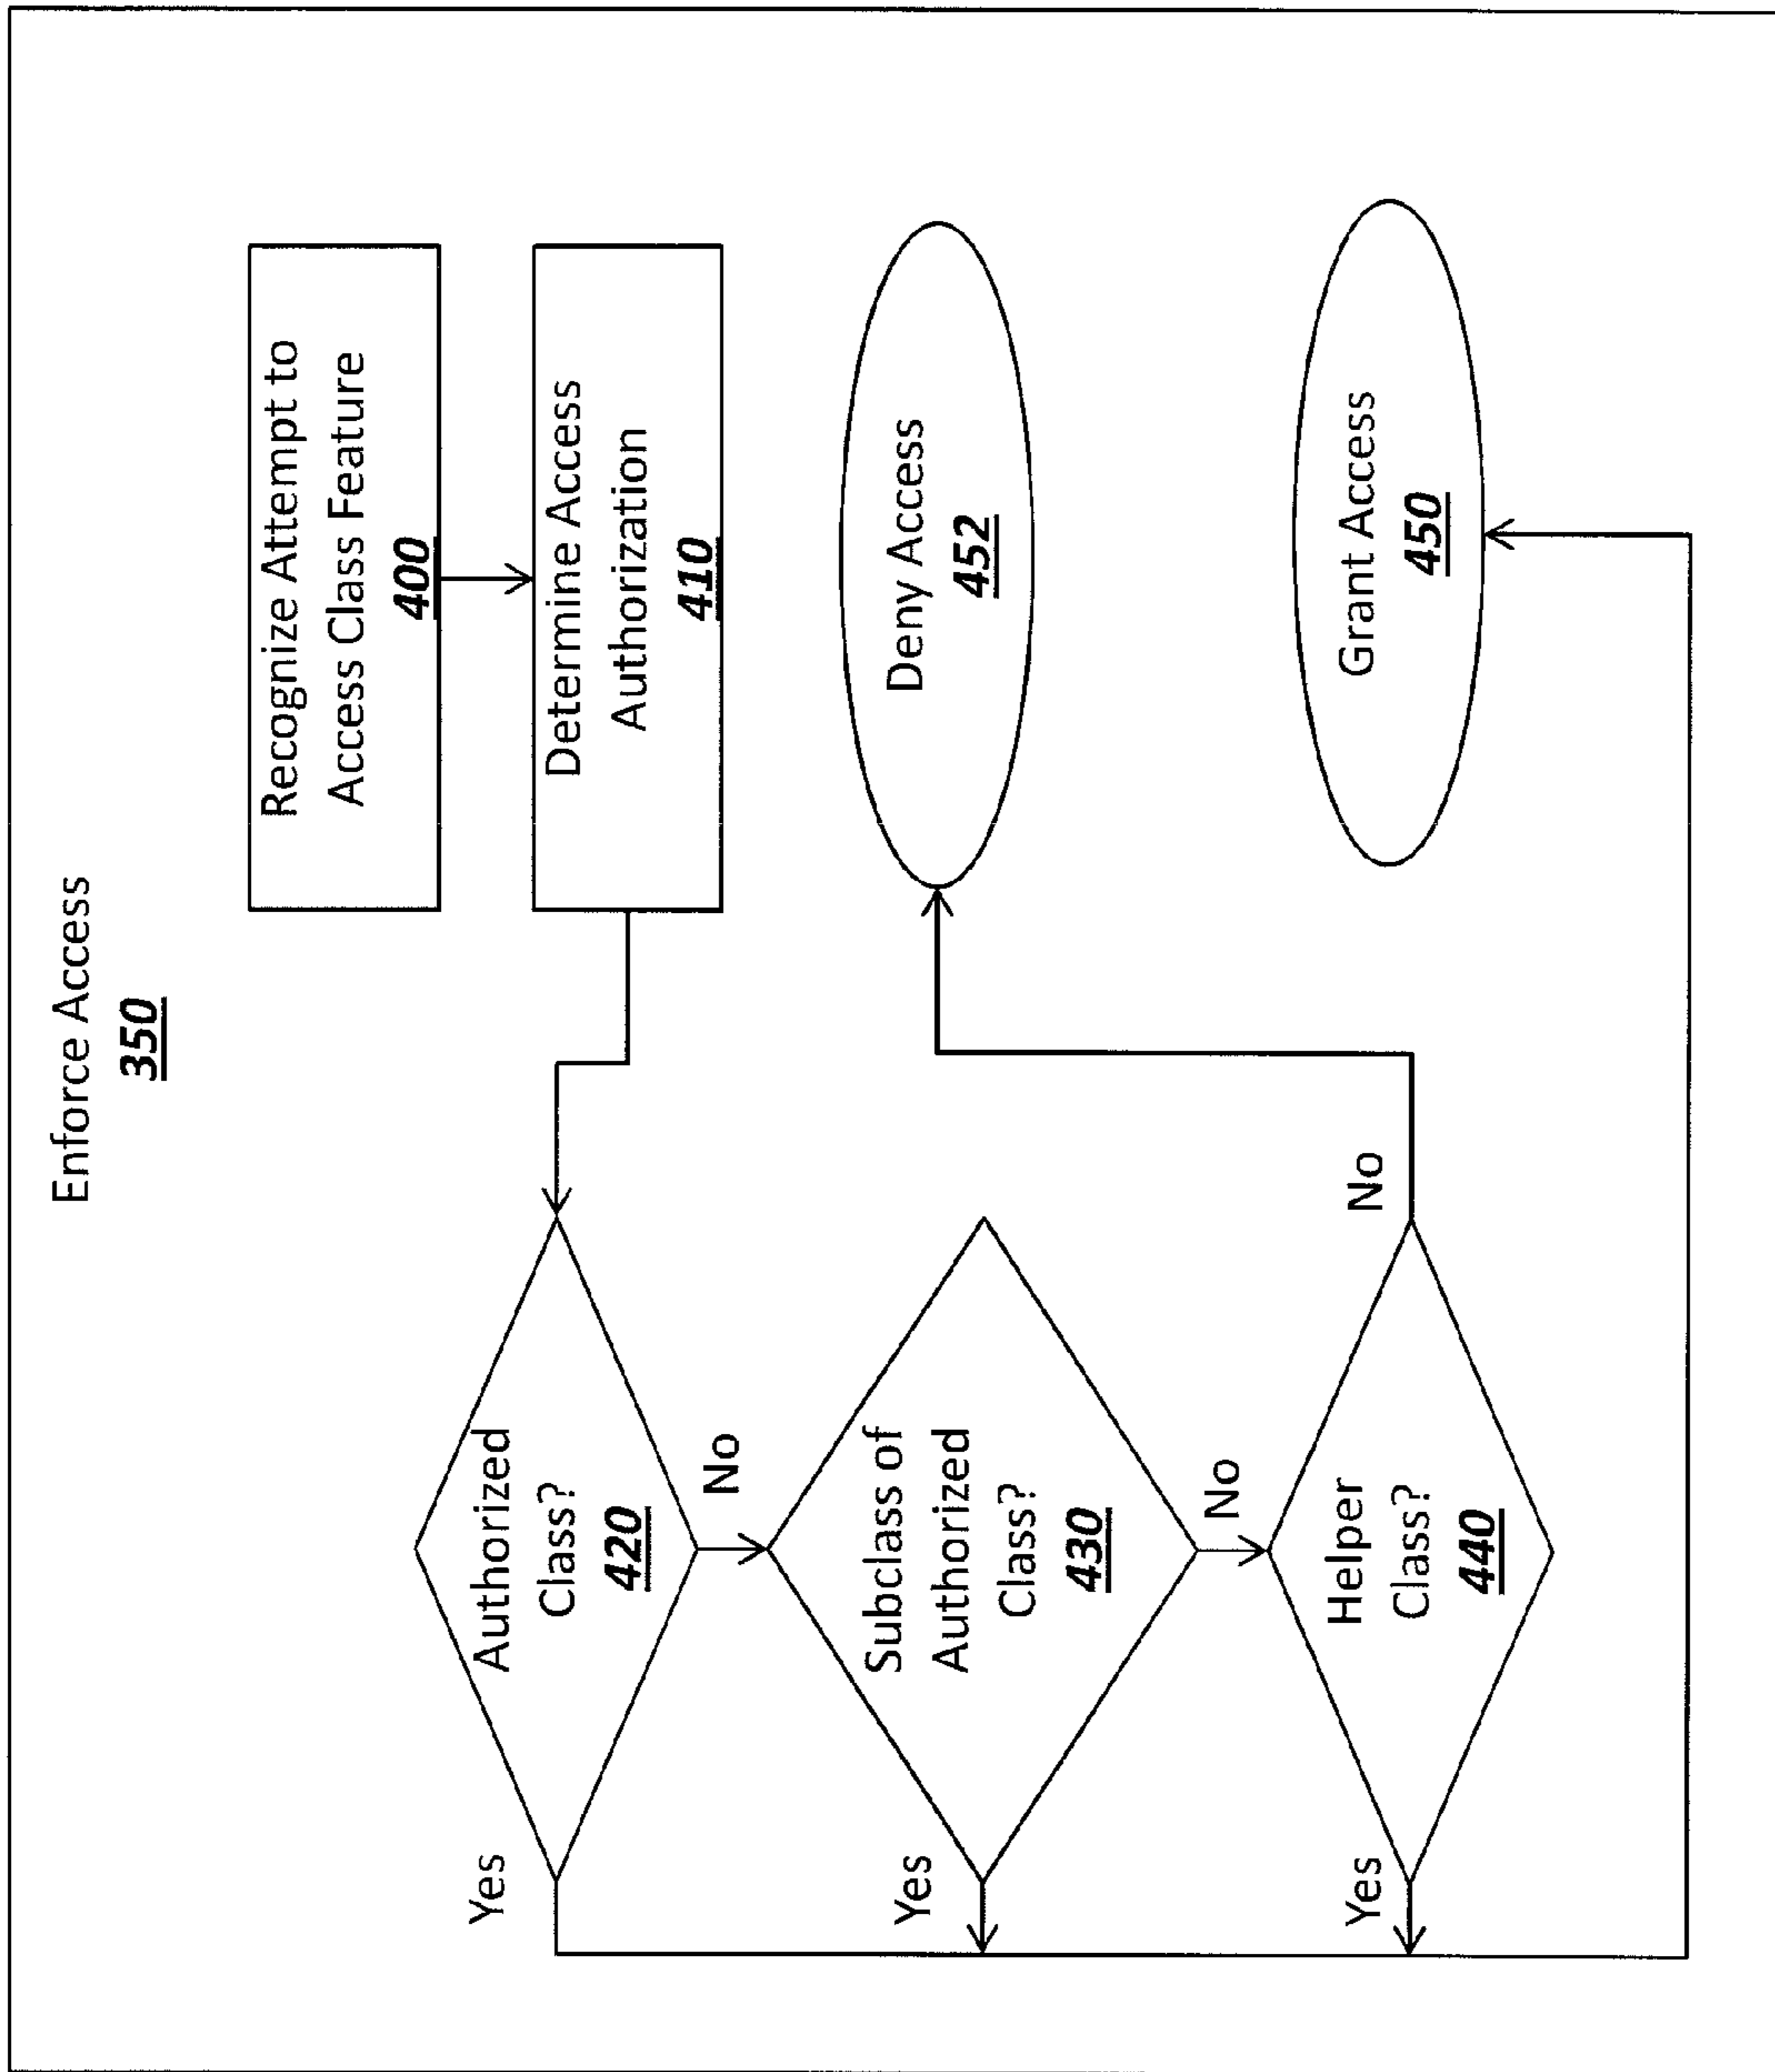 Enforce Access
350
Recognize Attempt to
Access Class Feature
400
Determine Access
Authorization
410
Authorized
Class?
420
Yes
No
Subclass of
Authorized
Class?
430
Yes
No
Helper
Class?
440
Yes
No
Deny Access
452
Grant Access
450